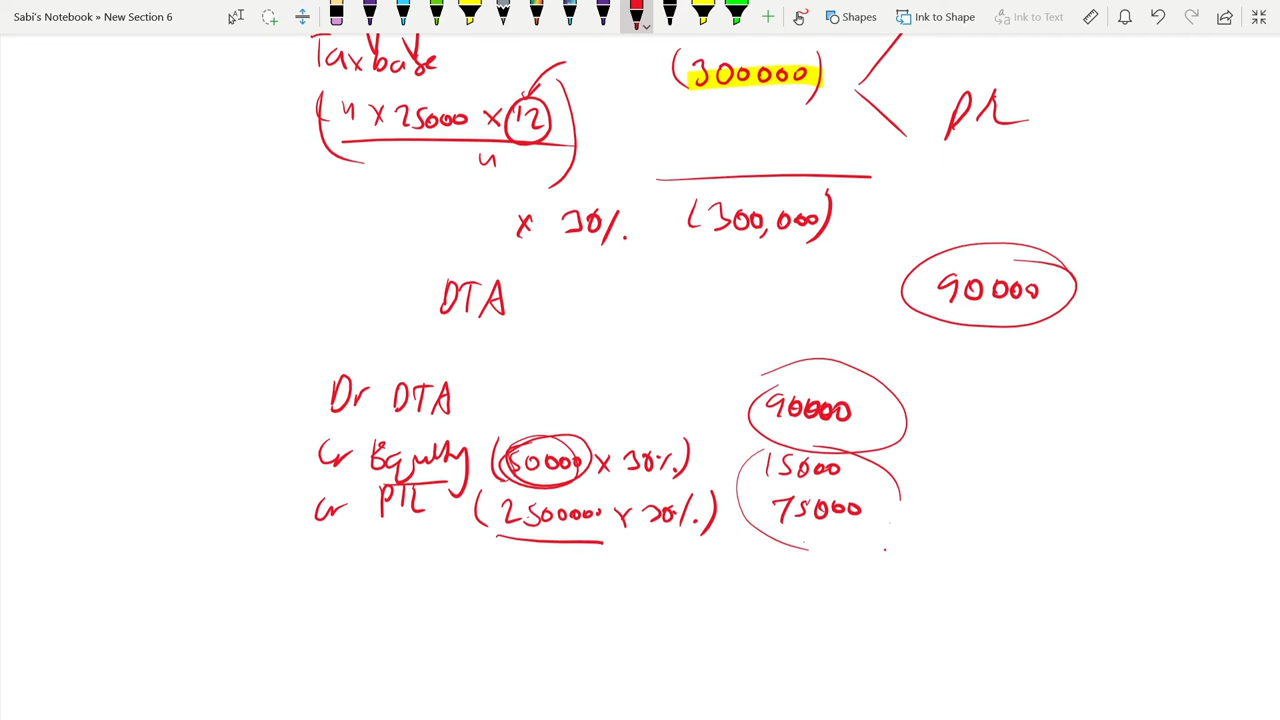 Sabi's Notebook » New Section 6
Shapes
Ink to Shape
Ink to Text
Tax base
(300000)
(4 X 25000 X 12)
4
PL
x 30%.
(300,000)
DTA
90000
Dr DTA
90000
Cr Equity (50000 x 30%)
15000
Cr PTL (250000 x 30%.)
75000